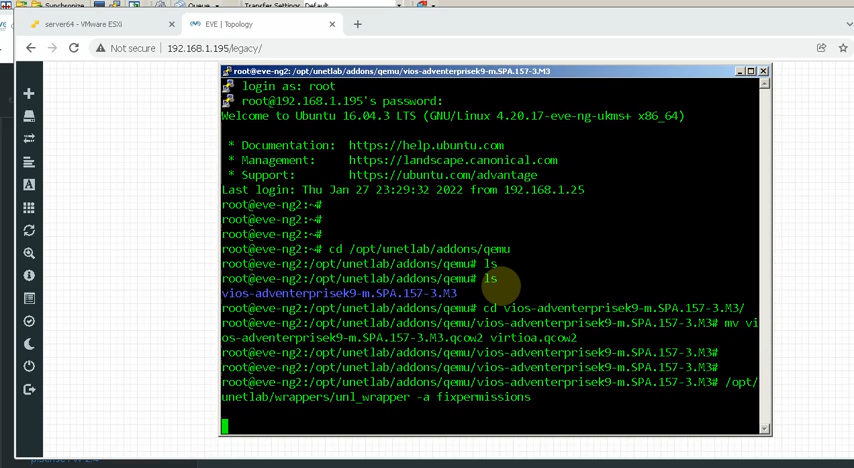 Synchronize
Queue
Transfer Settings Default
server64 - VMware ESXi
EVE | Topology
Not secure | 192.168.1.195/legacy/
root@eve-ng2: /opt/unetlab/addons/qemu/vios-adventerprisek9-m.SPA.157-3.M3
login as: root
root@192.168.1.195's password:
Welcome to Ubuntu 16.04.3 LTS (GNU/Linux 4.20.17-eve-ng-ukms+ x86_64)
* Documentation: https://help.ubuntu.com
* Management: https://landscape.canonical.com
* Support: https://ubuntu.com/advantage
Last login: Thu Jan 27 23:29:32 2022 from 192.168.1.25
root@eve-ng2:~#
root@eve-ng2:~#
root@eve-ng2:~#
root@eve-ng2:~# cd /opt/unetlab/addons/qemu
root@eve-ng2:/opt/unetlab/addons/qemu# ls
root@eve-ng2:/opt/unetlab/addons/qemu# ls
vios-adventerprisek9-m.SPA.157-3.M3
root@eve-ng2:/opt/unetlab/addons/qemu# cd vios-adventerprisek9-m.SPA.157-3.M3/
root@eve-ng2:/opt/unetlab/addons/qemu/vios-adventerprisek9-m.SPA.157-3.M3# mv vi
os-adventerprisek9-m.SPA.157-3.M3.qcow2 virtioa.qcow2
root@eve-ng2:/opt/unetlab/addons/qemu/vios-adventerprisek9-m.SPA.157-3.M3#
root@eve-ng2:/opt/unetlab/addons/qemu/vios-adventerprisek9-m.SPA.157-3.M3#
root@eve-ng2:/opt/unetlab/addons/qemu/vios-adventerprisek9-m.SPA.157-3.M3# /opt/
unetlab/wrappers/unl_wrapper -a fixpermissions